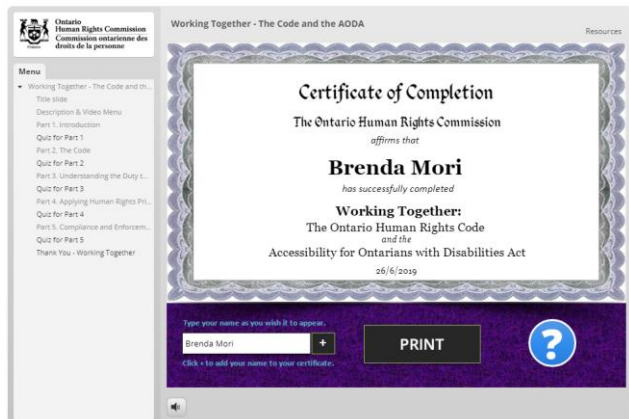 Ontario
Human Rights Commission
Commission ontarienne des
droits de la personne
Ontario
Working Together - The Code and the AODA
Resources
Menu
Working Together - The Code and th...
Title slide
Description & Video Menu
Part 1. Introduction
Quiz for Part 1
Part 2. The Code
Quiz for Part 2
Part 3. Understanding the Duty t...
Quiz for Part 3
Part 4. Applying Human Rights Pri...
Quiz for Part 4
Part 5. Compliance and Enforcem...
Quiz for Part 5
Thank You - Working Together
Certificate of Completion
The Ontario Human Rights Commission
affirms that
Brenda Mori
has successfully completed
Working Together:
The Ontario Human Rights Code
and the
Accessibility for Ontarians with Disabilities Act
26/6/2019
Type your name as you wish it to appear.
Brenda Mori
+
PRINT
?
Click + to add your name to your certificate.